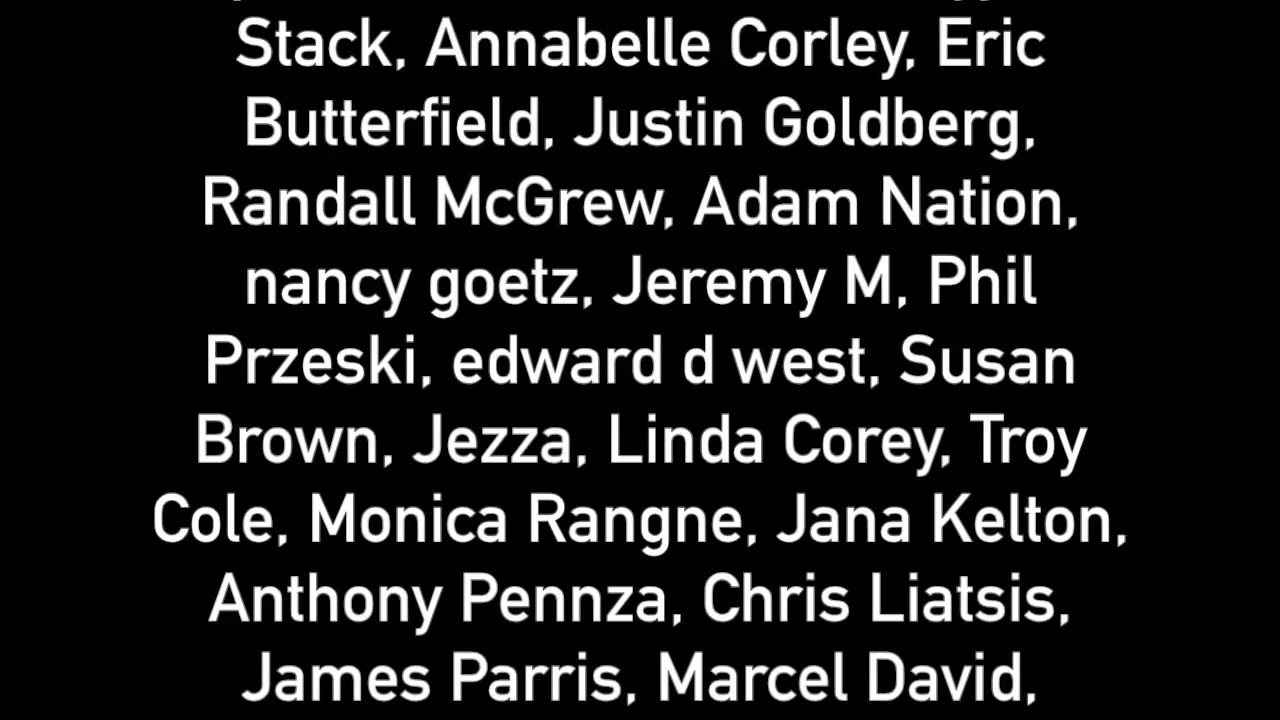 Stack, Annabelle Corley, Eric
Butterfield, Justin Goldberg,
Randall McGrew, Adam Nation,
nancy goetz, Jeremy M, Phil
Przeski, edward d west, Susan
Brown, Jezza, Linda Corey, Troy
Cole, Monica Rangne, Jana Kelton,
Anthony Pennza, Chris Liatsis,
James Parris, Marcel David,